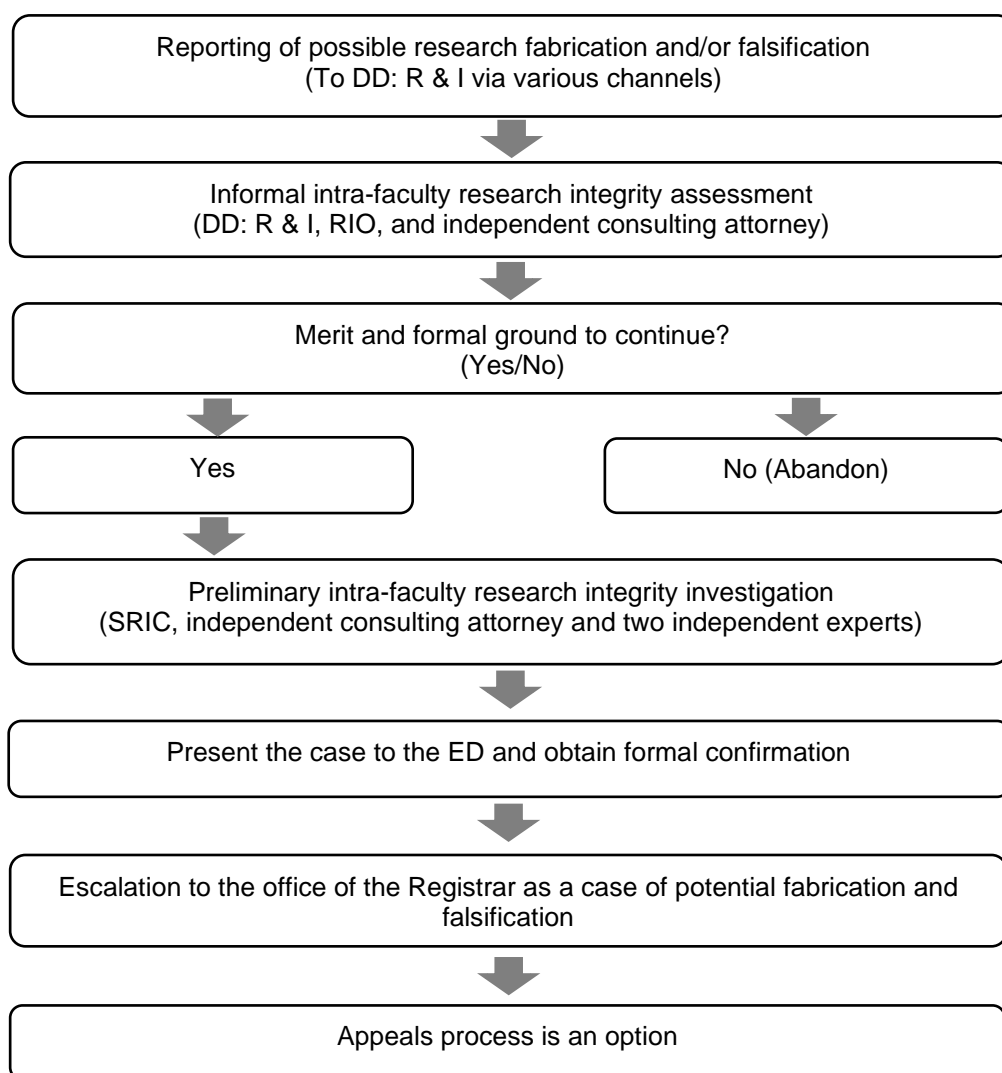 Reporting of possible research fabrication and/or falsification
(To DD: R & I via various channels)
Informal intra-faculty research integrity assessment
(DD: R & I, RIO, and independent consulting attorney)
Merit and formal ground to continue?
(Yes/No)
Yes
No (Abandon)
Preliminary intra-faculty research integrity investigation
(SRIC, independent consulting attorney and two independent experts)
Present the case to the ED and obtain formal confirmation
Escalation to the office of the Registrar as a case of potential fabrication and
falsification
Appeals process is an option